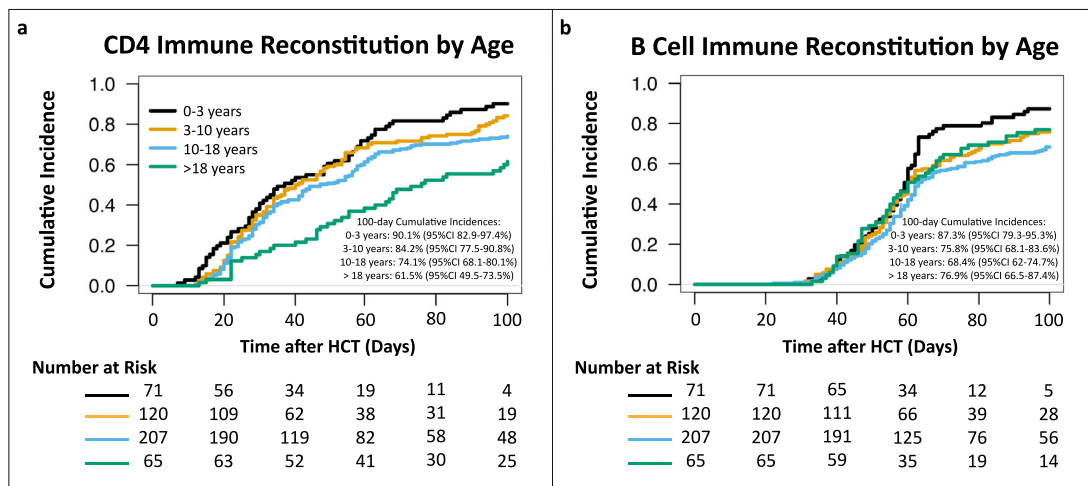 a
CD4 Immune Reconstitution by Age
Cumulative Incidence
1.0
0.8
0.6
0.4
0.2
0.0
0-3 years
3-10 years
10-18 years
>18 years
100-day Cumulative Incidences:
0-3 years: 90.1% (95%CI 82.9-97.4%)
3-10 years: 84.2% (95%CI 77.5-90.8%)
10-18 years: 74.1% (95%CI 68.1-80.1%)
> 18 years: 61.5% (95%CI 49.5-73.5%)
0 20 40 60 80 100
Time after HCT (Days)
Number at Risk
71 56 34 19 11 4
120 109 62 38 31 19
207 190 119 82 58 48
65 63 52 41 30 25
b
B Cell Immune Reconstitution by Age
Cumulative Incidence
1.0
0.8
0.6
0.4
0.2
0.0
100-day Cumulative Incidences:
0-3 years: 87.3% (95%CI 79.3-95.3%)
3-10 years: 75.8% (95%CI 68.1-83.6%)
10-18 years: 68.4% (95%CI 62-74.7%)
> 18 years: 76.9% (95%CI 66.5-87.4%)
0 20 40 60 80 100
Time after HCT (Days)
Number at Risk
71 71 65 34 12 5
120 120 111 66 39 28
207 207 191 125 76 56
65 65 59 35 19 14